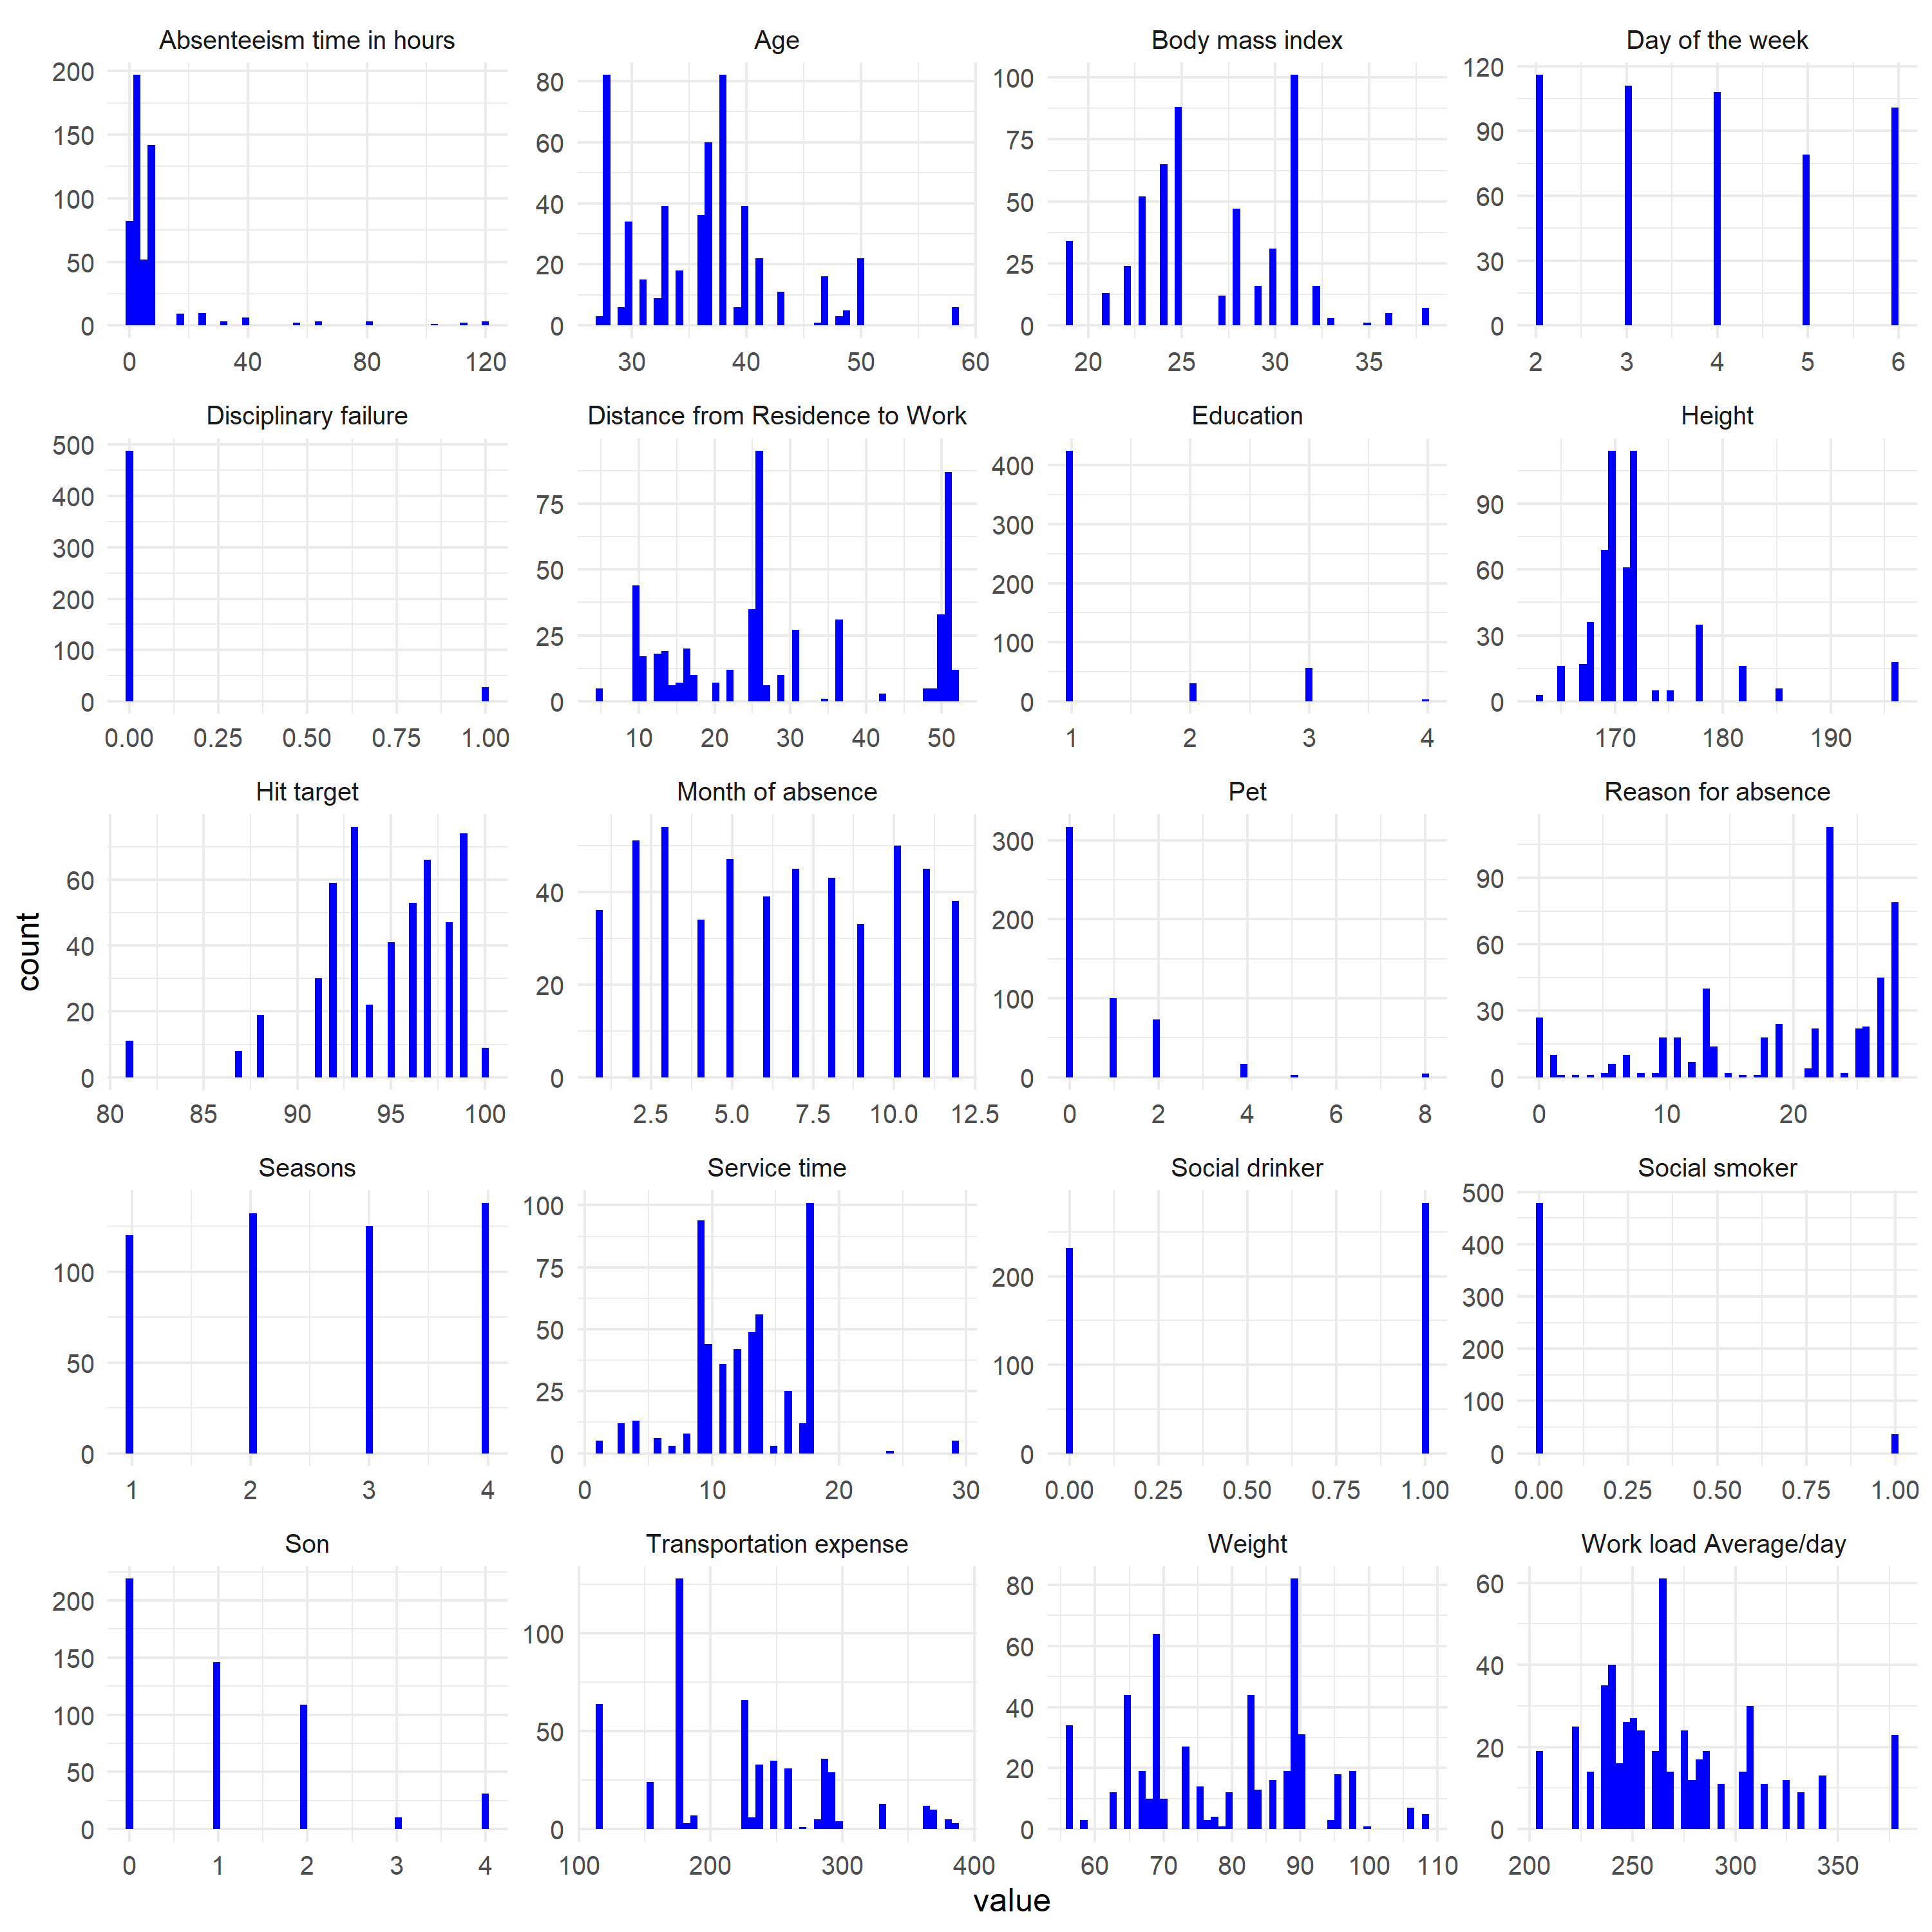 Absenteeism time in hours
Age
Body mass index
Day of the week
200
150
100
50
0
0 40 80 120
80
60
40
20
0
30 40 50 60
100
75
50
25
0
20 25 30 35
120
90
60
30
0
2 3 4 5 6
Disciplinary failure
Distance from Residence to Work
Education
Height
500
400
300
200
100
0
0.00 0.25 0.50 0.75 1.00
75
50
25
0
10 20 30 40 50
400
300
200
100
0
1 2 3 4
90
60
30
0
170 180 190
Hit target
Month of absence
Pet
Reason for absence
60
40
20
0
80 85 90 95 100
40
20
0
2.5 5.0 7.5 10.0 12.5
300
200
100
0
0 2 4 6 8
90
60
30
0
0 10 20
Seasons
Service time
Social drinker
Social smoker
100
50
0
1 2 3 4
100
75
50
25
0
0 10 20 30
200
100
0
0.00 0.25 0.50 0.75 1.00
500
400
300
200
100
0
0.00 0.25 0.50 0.75 1.00
Son
Transportation expense
Weight
Work load Average/day
200
150
100
50
0
0 1 2 3 4
100
50
0
100 200 300 400
80
60
40
20
0
60 70 80 90 100 110
60
40
20
0
200 250 300 350
count
value